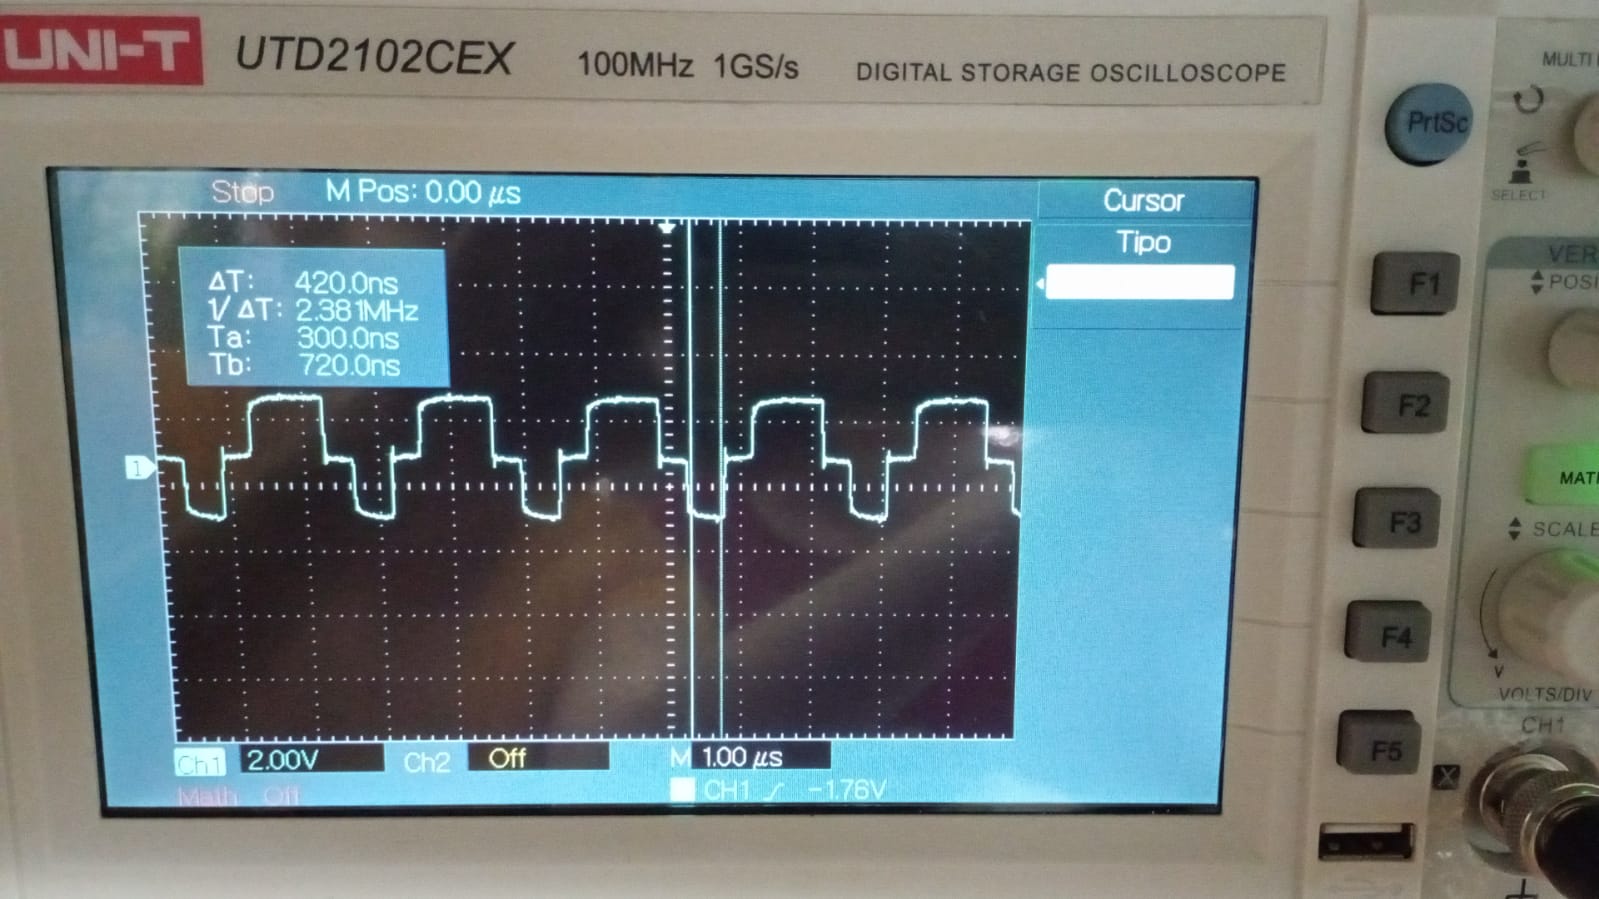 UNI-T UTD2102CEX 100MHz 1GS/s DIGITAL STORAGE OSCILLOSCOPE
Stop M Pos: 0.00 μs
Cursor
Tipo
ΔT: 420.0ns
1/ΔT: 2.381MHz
Ta: 300.0ns
Tb: 720.0ns
1
Ch1 2.00V Ch2 Off M 1.00 μs
Math Off
CH1 -1.76V
PrtSc
F1
F2
F3
F4
F5
MULTI
SELECT
VER
POSI
MATH
SCALE
V
VOLTS/DIV
CH1
X